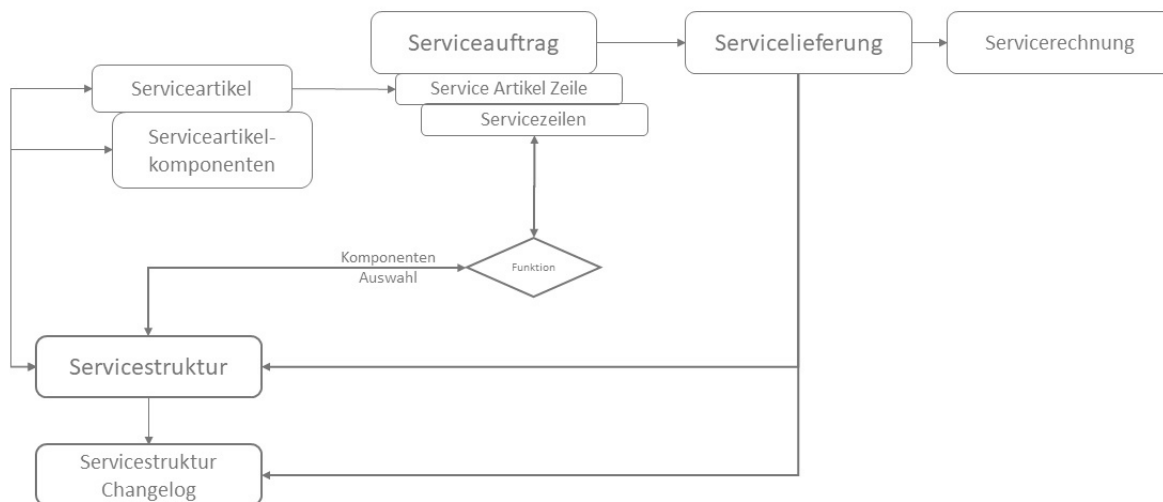 Serviceauftrag
Servicelieferung
Servicerechnung
Serviceartikel
Service Artikel Zeile
Servicezeilen
Serviceartikel-
komponenten
Komponenten
Auswahl
Funktion
Servicestruktur
Servicestruktur
Changelog